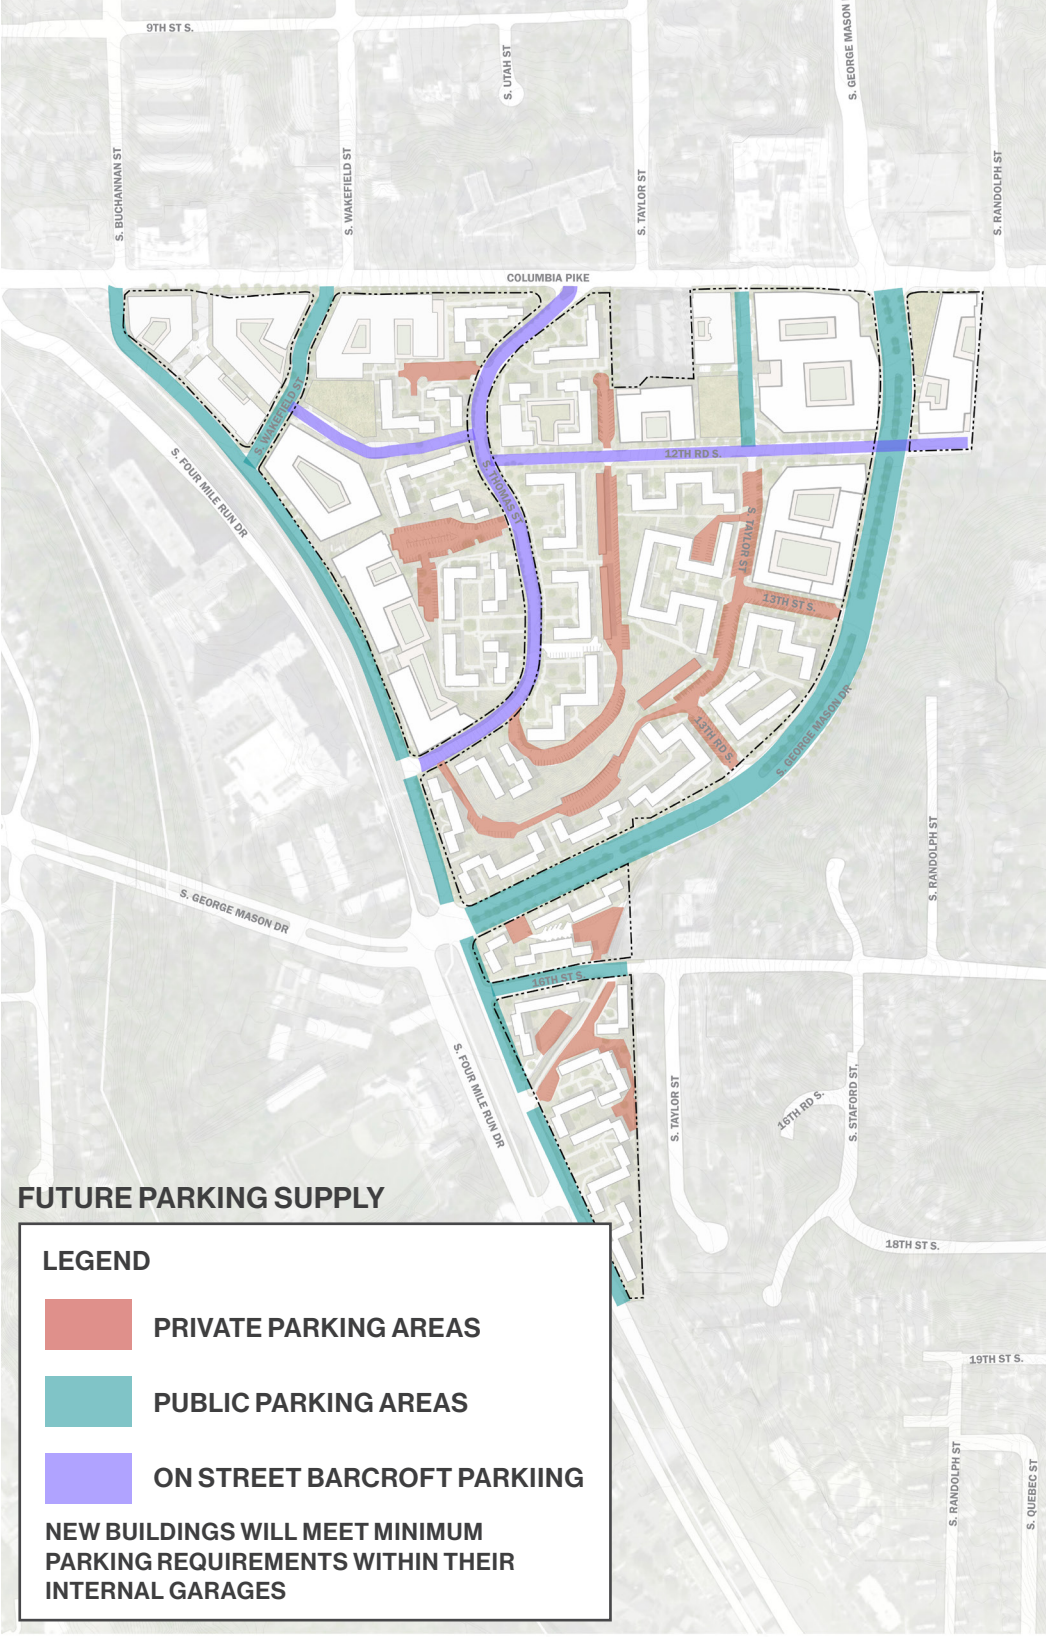 9TH ST S.
S. UTAH ST
S. GEORGE MASON
S. BUCHANNAN ST
S. WAKEFIELD ST
S. TAYLOR ST
S. RANDOLPH ST
COLUMBIA PIKE
S. WAKEFIELD ST
S. FOUR MILE RUN DR
S. THOMAS ST
12TH RD S.
S. TAYLOR ST
13TH ST S.
13TH RD S.
S. GEORGE MASON DR
S. RANDOLPH ST
S. GEORGE MASON DR
16TH ST S.
S. FOUR MILE RUN DR
S. TAYLOR ST
16TH RD S.
S. STAFORD ST,
18TH ST S.
19TH ST S.
S. RANDOLPH ST
S. QUEBEC ST
FUTURE PARKING SUPPLY
LEGEND
PRIVATE PARKING AREAS
PUBLIC PARKING AREAS
ON STREET BARCROFT PARKIING
NEW BUILDINGS WILL MEET MINIMUM
PARKING REQUIREMENTS WITHIN THEIR
INTERNAL GARAGES